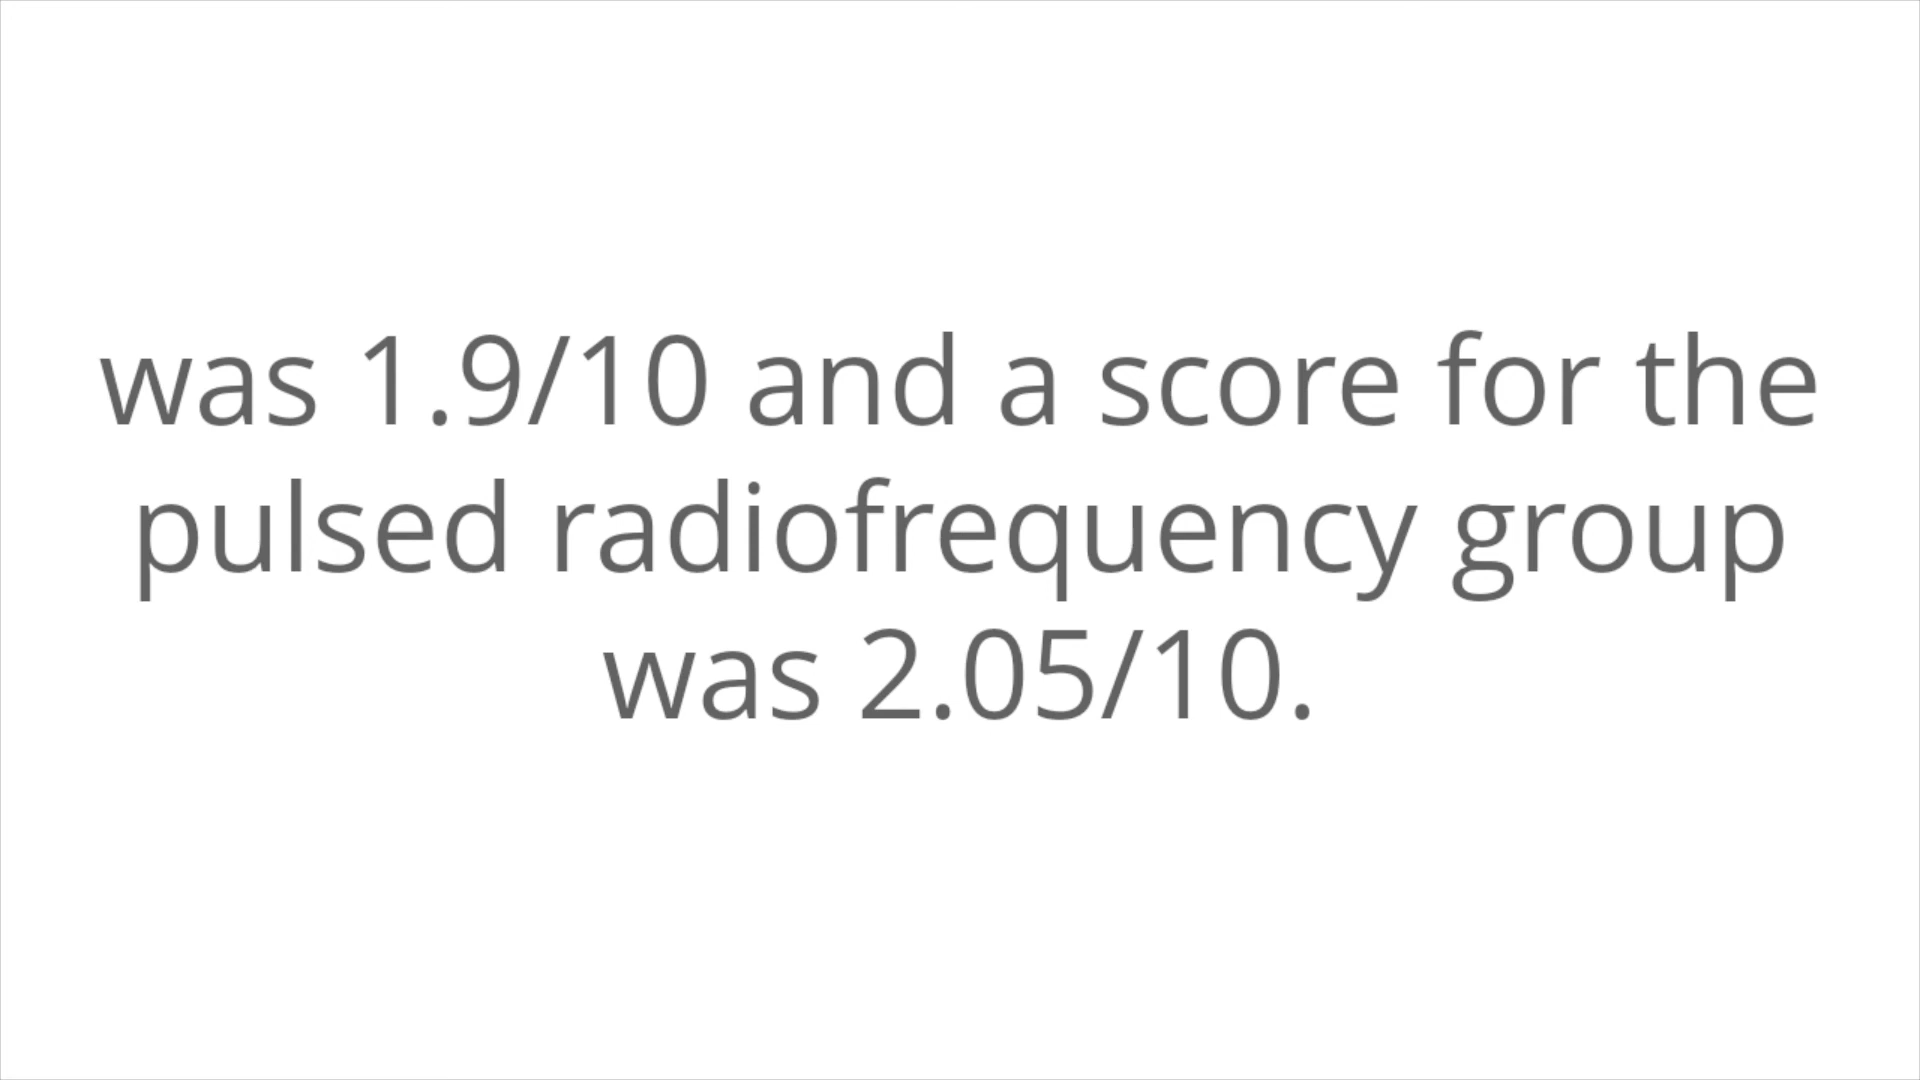 was 1.9/10 and a score for the
pulsed radiofrequency group
was 2.05/10.